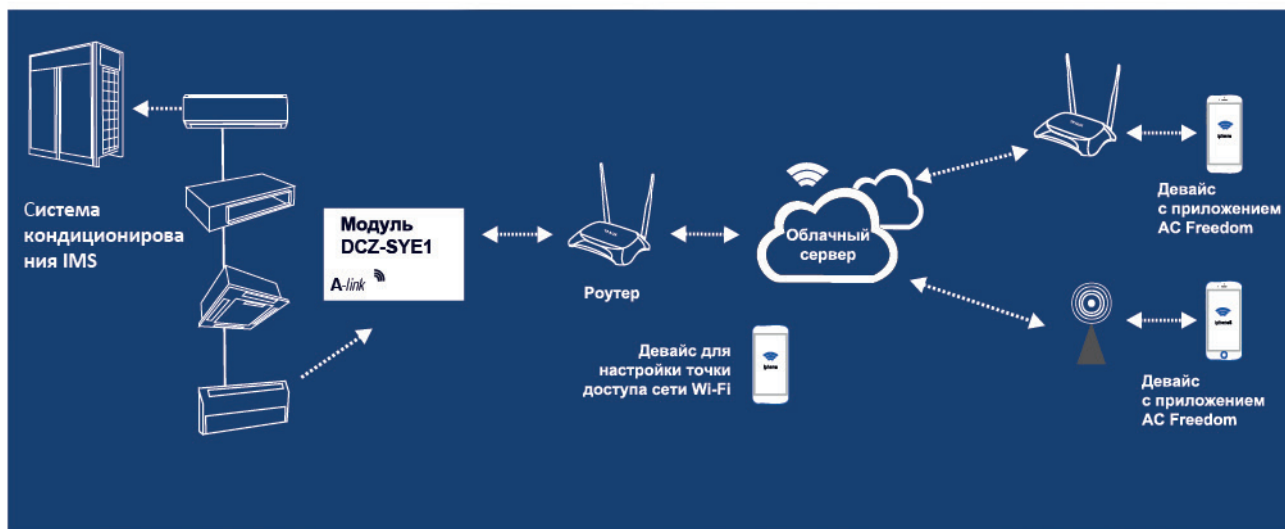 Система
кондиционирова
ния IMS
Модуль
DCZ-SYE1
A-link
Роутер
Девайс для
настройки точки
доступа сети Wi-Fi
Облачный
сервер
Девайс
с приложением
AC Freedom
Девайс
с приложением
AC Freedom